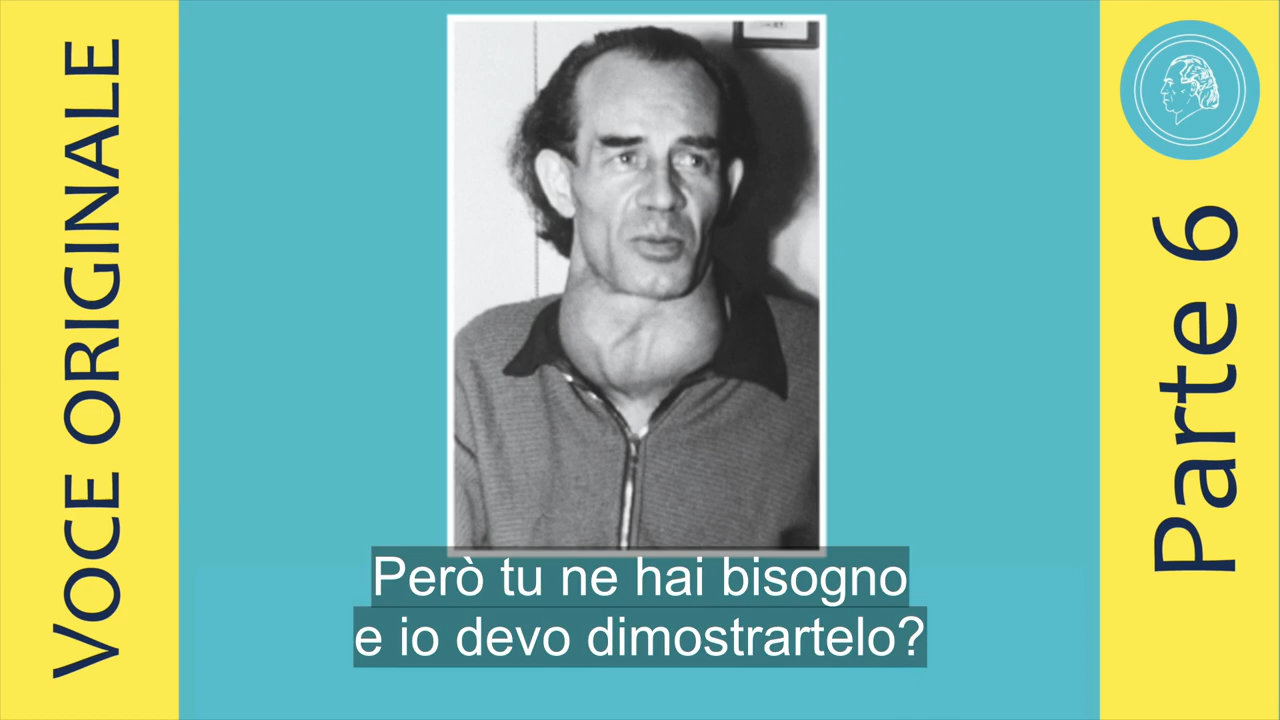 VOCE ORIGINALE
Parte 6
Però tu ne hai bisogno
e io devo dimostrartelo?